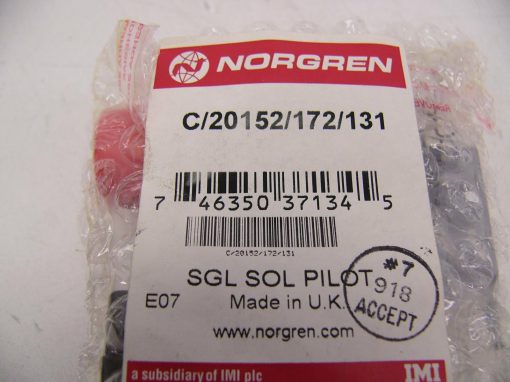 NORGREN
C/20152/172/131
7 46350 37134 5
C/20152/172/131
SGL SOL PILOT
E07 Made in U.K.
www.norgren.com
#7
918
ACCEPT
a subsidiary of IMI plc
IMI